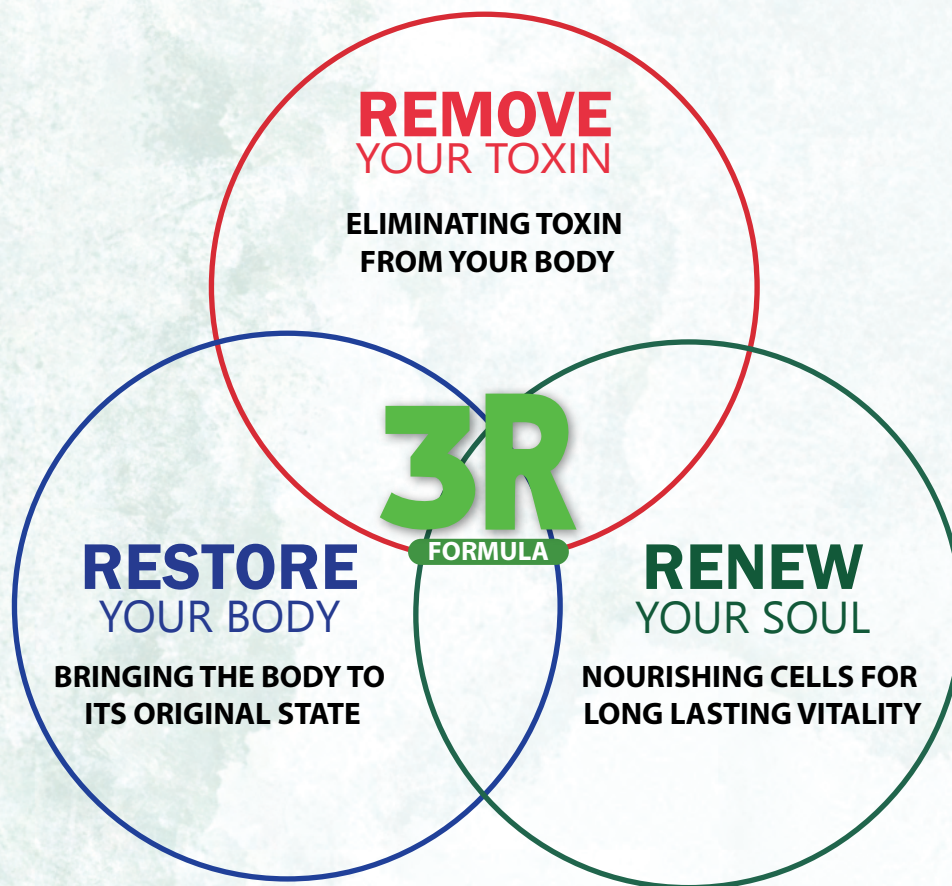 REMOVE
YOUR TOXIN
ELIMINATING TOXIN
FROM YOUR BODY
3R
FORMULA
RESTORE
YOUR BODY
BRINGING THE BODY TO
ITS ORIGINAL STATE
RENEW
YOUR SOUL
NOURISHING CELLS FOR
LONG LASTING VITALITY